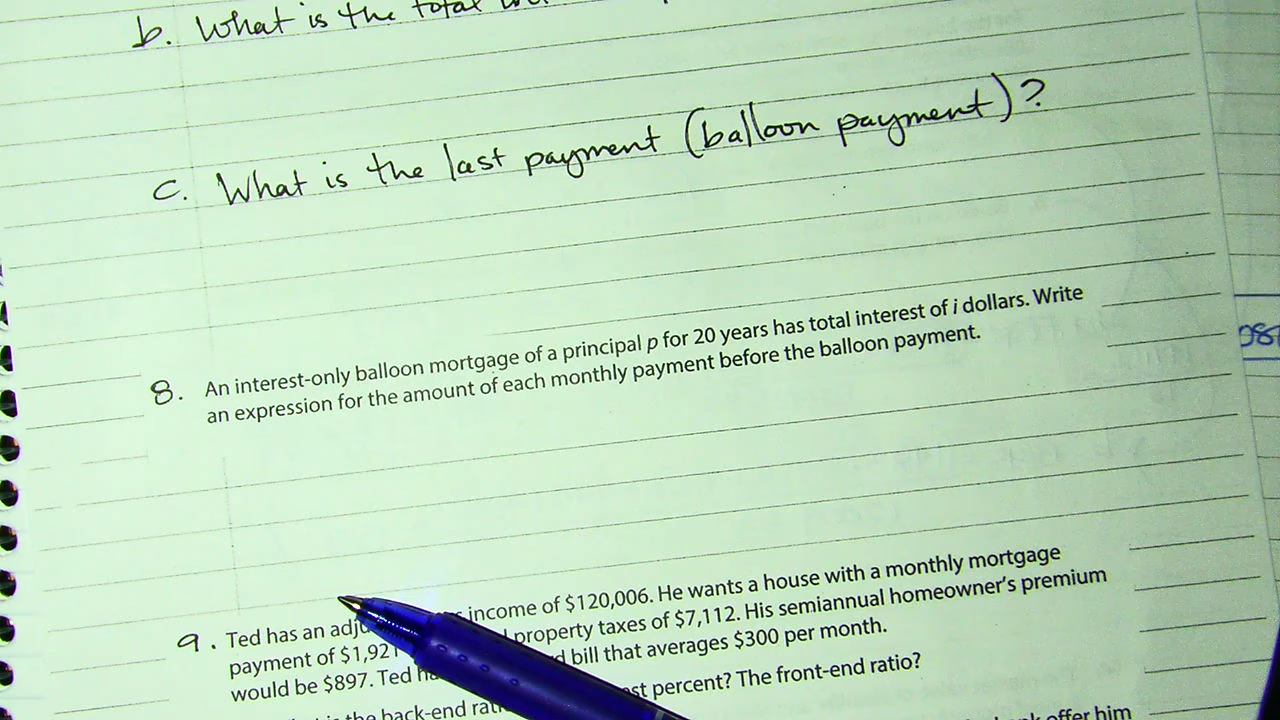 b. What is the total
c. What is the last payment (balloon payment)?
8. An interest-only balloon mortgage of a principal p for 20 years has total interest of i dollars. Write
an expression for the amount of each monthly payment before the balloon payment.
9. Ted has an income of $120,006. He wants a house with a monthly mortgage
payment of $1,921 property taxes of $7,112. His semiannual homeowner's premium
would be $897. Ted bill that averages $300 per month.
percent? The front-end ratio?
the back-end
offer him